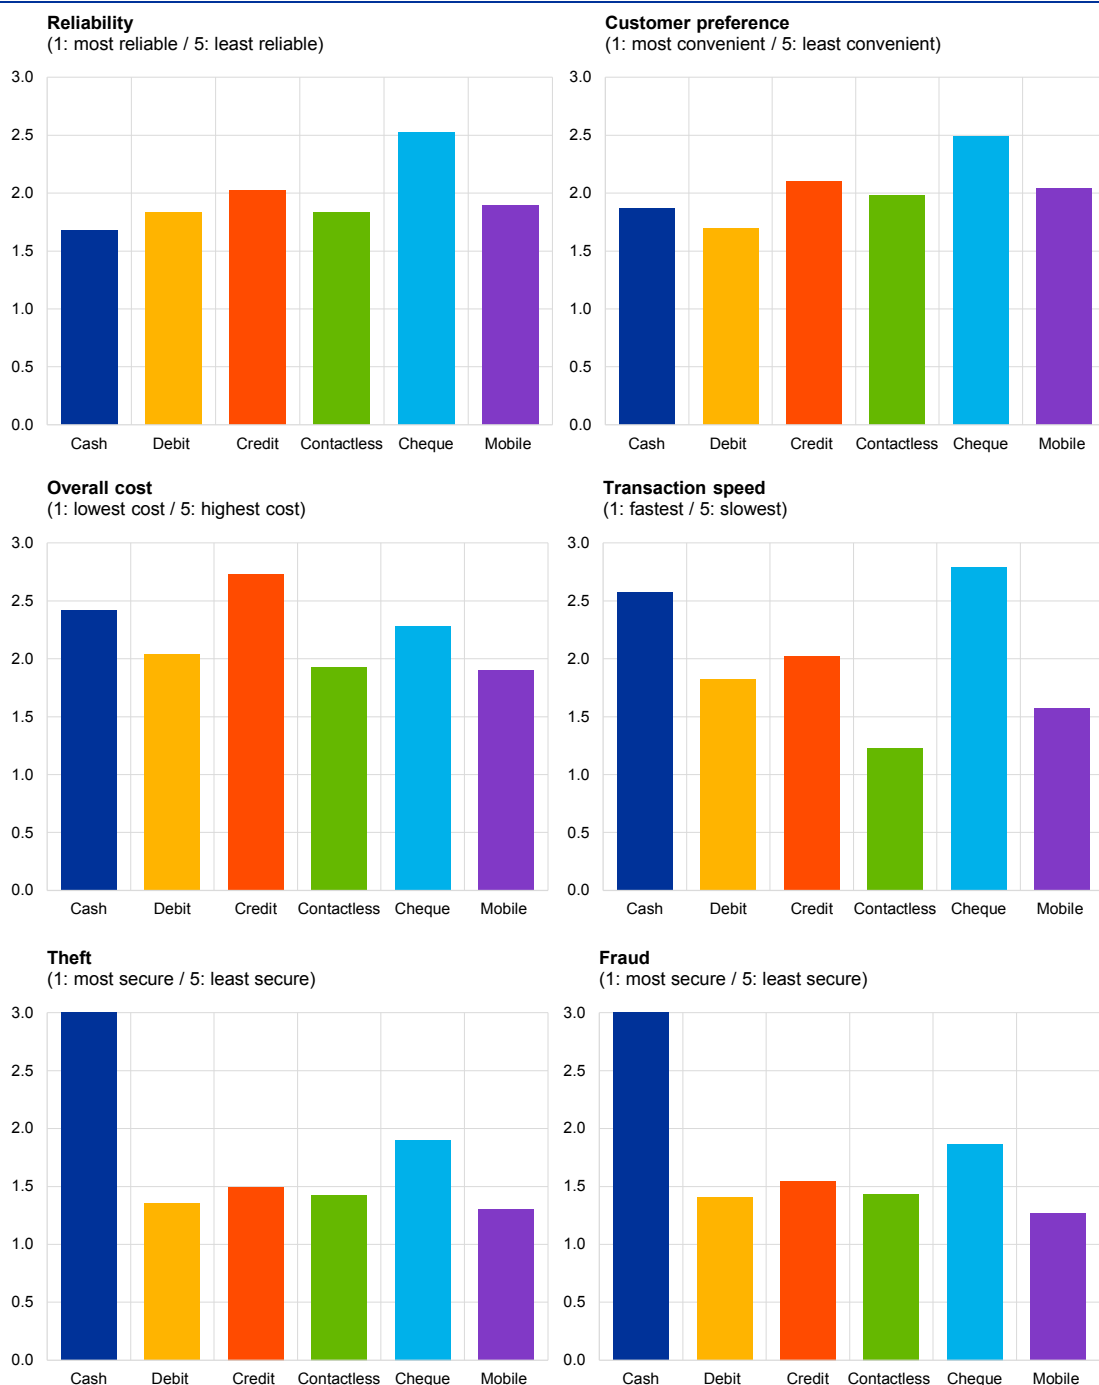 Reliability
(1: most reliable / 5: least reliable)
3.0
2.5
2.0
1.5
1.0
0.5
0.0
Cash Debit Credit Contactless Cheque Mobile
Customer preference
(1: most convenient / 5: least convenient)
3.0
2.5
2.0
1.5
1.0
0.5
0.0
Cash Debit Credit Contactless Cheque Mobile
Overall cost
(1: lowest cost / 5: highest cost)
3.0
2.5
2.0
1.5
1.0
0.5
0.0
Cash Debit Credit Contactless Cheque Mobile
Transaction speed
(1: fastest / 5: slowest)
3.0
2.5
2.0
1.5
1.0
0.5
0.0
Cash Debit Credit Contactless Cheque Mobile
Theft
(1: most secure / 5: least secure)
3.0
2.5
2.0
1.5
1.0
0.5
0.0
Cash Debit Credit Contactless Cheque Mobile
Fraud
(1: most secure / 5: least secure)
3.0
2.5
2.0
1.5
1.0
0.5
0.0
Cash Debit Credit Contactless Cheque Mobile